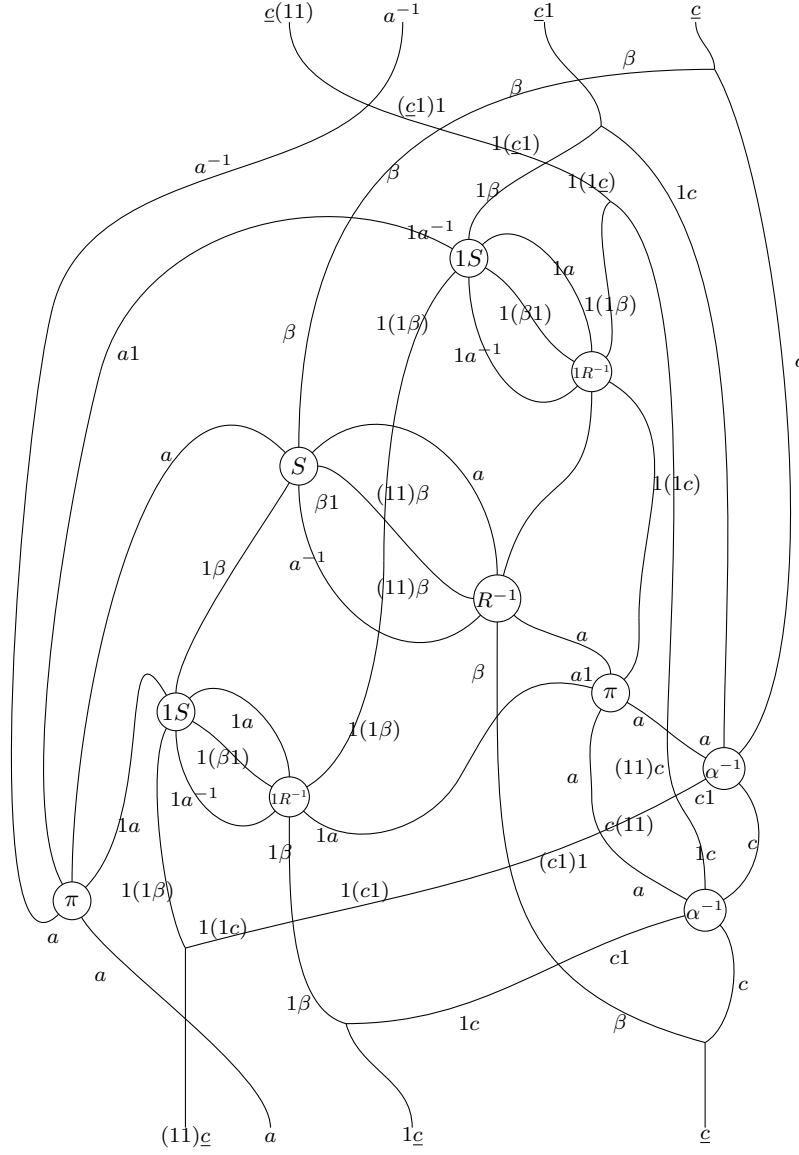 c̲(11) a⁻¹ c̲1 c̲
β
β
(c̲1)1
1(c̲1)
a⁻¹ β 1(1c̲)
1β 1c
1a⁻¹
1S 1a
1(1β)
1(β1)
1(1β)
β
a1 1a⁻¹
1R⁻¹
a S a
1(1c)
β1 (11)β
a⁻¹
1β (11)β
R⁻¹
a
β a1 π
1S 1a a
1(1β) a
1(β1) (11)c α⁻¹
a
1a⁻¹ 1R⁻¹ c1
1a 1a c(11)
1β 1c c
(c1)1
1(1β) 1(c1) a
π α⁻¹
a 1(1c)
c1
a c
1β 1c β
(11)c̲ a 1c̲ c̲